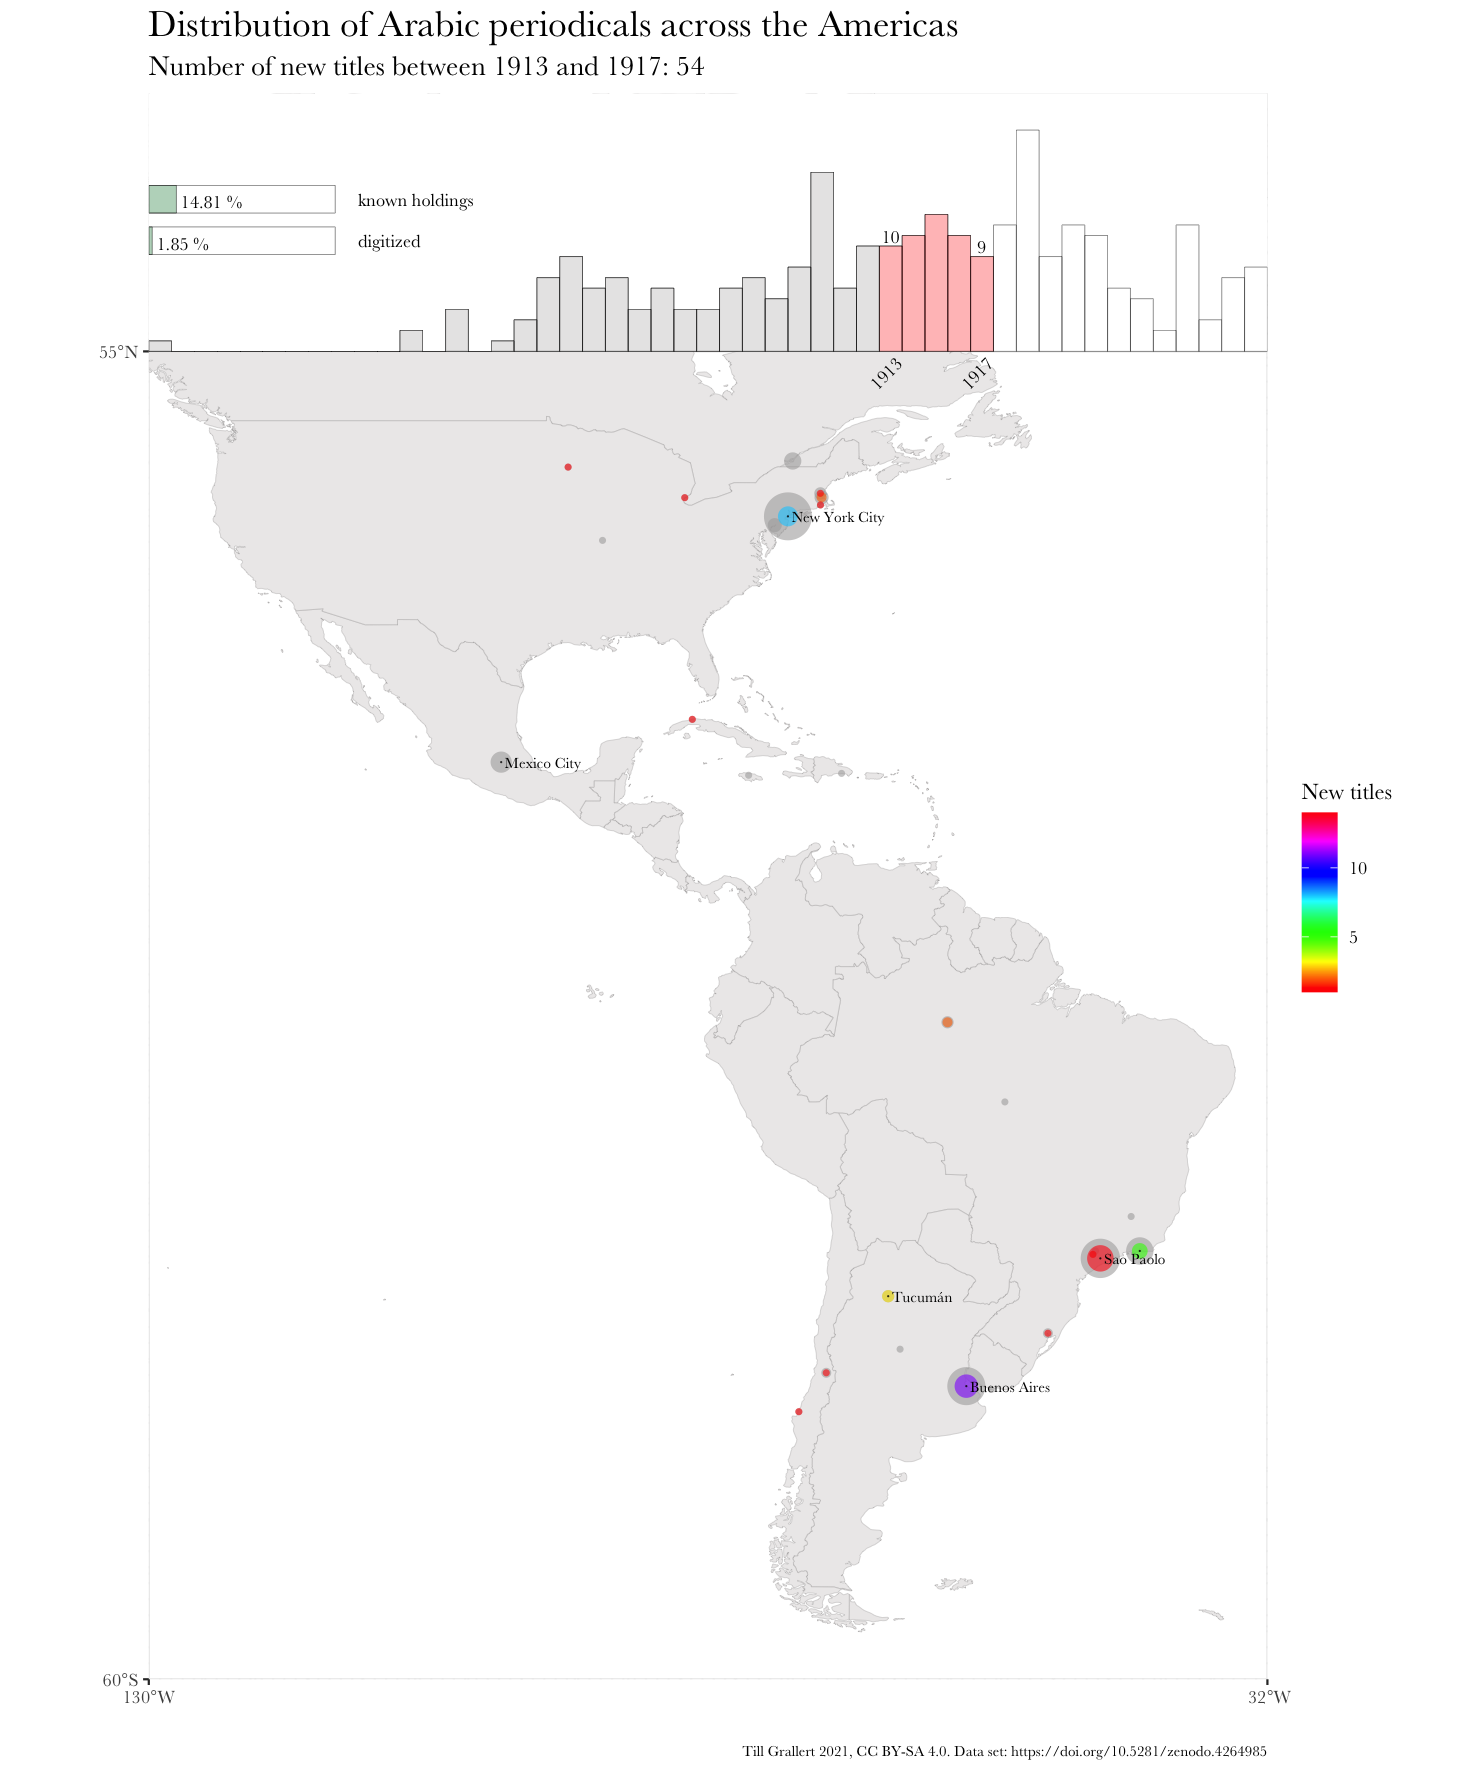 Distribution of Arabic periodicals across the Americas
Number of new titles between 1913 and 1917: 54
14.81 %
known holdings
1.85 %
digitized
10
9
55°N
1913
1917
New York City
Mexico City
New titles
10
5
Sao Paolo
Tucumán
Buenos Aires
60°S
130°W
32°W
Till Grallert 2021, CC BY-SA 4.0. Data set: https://doi.org/10.5281/zenodo.4264985